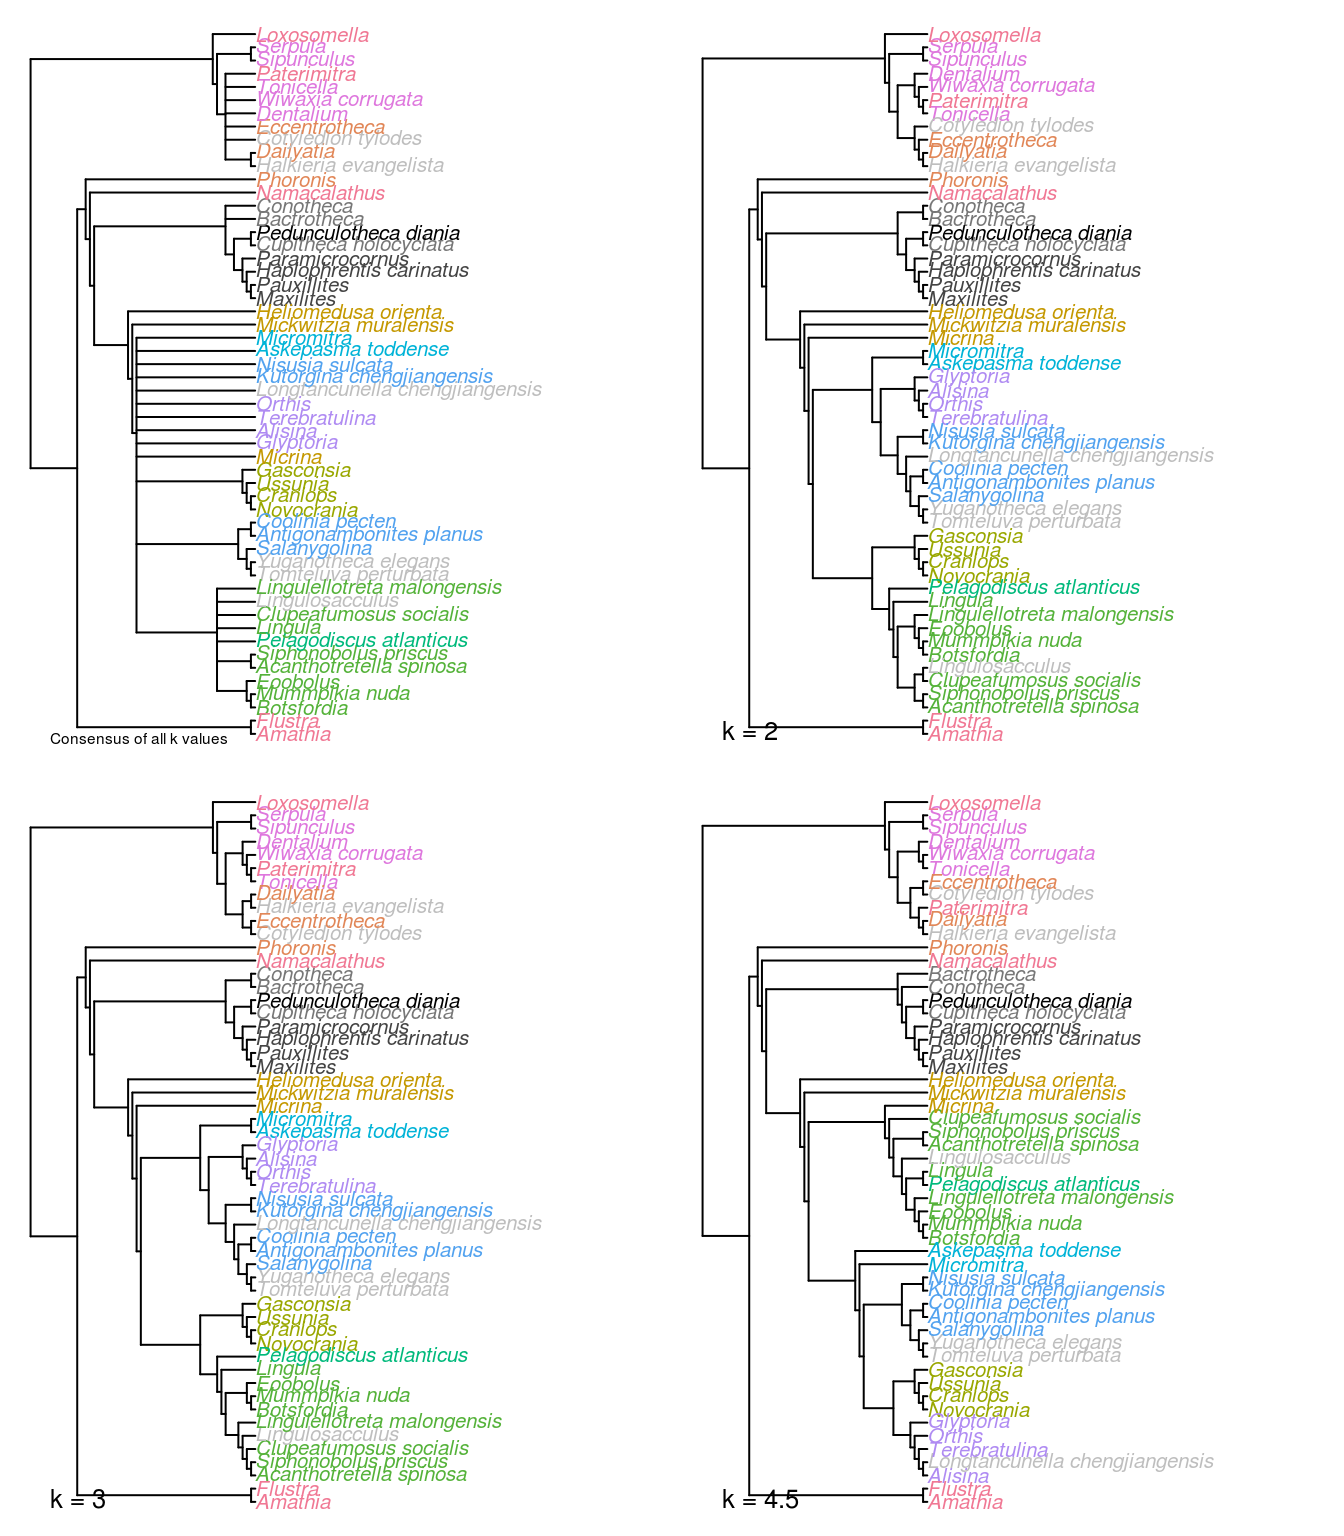 Loxosomella
Serpula
Sipunculus
Paterimitra
Tonicella
Wiwaxia corrugata
Dentalium
Eccentrotheca
Cotyledion tylodes
Dailyatia
Halkieria evangelista
Phoronis
Namacalathus
Conotheca
Bactrotheca
Pedunculotheca diania
Cupitheca holocyclata
Paramicrocornus
Haplophrentis carinatus
Pauxillites
Maxilites
Heliomedusa orienta.
Mickwitzia muralensis
Micromitra
Askepasma toddense
Nisusia sulcata
Kutorgina chengjiangensis
Longtancunella chengjiangensis
Orthis
Terebratulina
Alisina
Glyptoria
Micrina
Gasconsia
Ussunia
Craniops
Novocrania
Coolinia pecten
Antigonambonites planus
Salanygolina
Yuganotheca elegans
Tomteluva perturbata
Lingulellotreta malongensis
Lingulosacculus
Clupeafumosus socialis
Lingula
Pelagodiscus atlanticus
Siphonobolus priscus
Acanthotretella spinosa
Eoobolus
Mummpikia nuda
Botsfordia
Flustra
Amathia
Consensus of all k values
Loxosomella
Serpula
Sipunculus
Dentalium
Wiwaxia corrugata
Paterimitra
Tonicella
Cotyledion tylodes
Eccentrotheca
Dailyatia
Halkieria evangelista
Phoronis
Namacalathus
Conotheca
Bactrotheca
Pedunculotheca diania
Cupitheca holocyclata
Paramicrocornus
Haplophrentis carinatus
Pauxillites
Maxilites
Heliomedusa orienta.
Mickwitzia muralensis
Micrina
Micromitra
Askepasma toddense
Glyptoria
Alisina
Orthis
Terebratulina
Nisusia sulcata
Kutorgina chengjiangensis
Longtancunella chengjiangensis
Coolinia pecten
Antigonambonites planus
Salanygolina
Yuganotheca elegans
Tomteluva perturbata
Gasconsia
Ussunia
Craniops
Novocrania
Pelagodiscus atlanticus
Lingula
Lingulellotreta malongensis
Eoobolus
Mummpikia nuda
Botsfordia
Lingulosacculus
Clupeafumosus socialis
Siphonobolus priscus
Acanthotretella spinosa
Flustra
Amathia
k = 2
Loxosomella
Serpula
Sipunculus
Dentalium
Wiwaxia corrugata
Paterimitra
Tonicella
Dailyatia
Halkieria evangelista
Eccentrotheca
Cotyledion tylodes
Phoronis
Namacalathus
Conotheca
Bactrotheca
Pedunculotheca diania
Cupitheca holocyclata
Paramicrocornus
Haplophrentis carinatus
Pauxillites
Maxilites
Heliomedusa orienta.
Mickwitzia muralensis
Micrina
Micromitra
Askepasma toddense
Glyptoria
Alisina
Orthis
Terebratulina
Nisusia sulcata
Kutorgina chengjiangensis
Longtancunella chengjiangensis
Coolinia pecten
Antigonambonites planus
Salanygolina
Yuganotheca elegans
Tomteluva perturbata
Gasconsia
Ussunia
Craniops
Novocrania
Pelagodiscus atlanticus
Lingula
Eoobolus
Mummpikia nuda
Botsfordia
Lingulellotreta malongensis
Lingulosacculus
Clupeafumosus socialis
Siphonobolus priscus
Acanthotretella spinosa
Flustra
Amathia
k = 3
Loxosomella
Serpula
Sipunculus
Dentalium
Wiwaxia corrugata
Tonicella
Eccentrotheca
Cotyledion tylodes
Paterimitra
Dailyatia
Halkieria evangelista
Phoronis
Namacalathus
Bactrotheca
Conotheca
Pedunculotheca diania
Cupitheca holocyclata
Paramicrocornus
Haplophrentis carinatus
Pauxillites
Maxilites
Heliomedusa orienta.
Mickwitzia muralensis
Micrina
Clupeafumosus socialis
Siphonobolus priscus
Acanthotretella spinosa
Lingulosacculus
Lingula
Pelagodiscus atlanticus
Lingulellotreta malongensis
Eoobolus
Mummpikia nuda
Botsfordia
Askepasma toddense
Micromitra
Nisusia sulcata
Kutorgina chengjiangensis
Coolinia pecten
Antigonambonites planus
Salanygolina
Yuganotheca elegans
Tomteluva perturbata
Gasconsia
Ussunia
Craniops
Novocrania
Glyptoria
Orthis
Terebratulina
Longtancunella chengjiangensis
Alisina
Flustra
Amathia
k = 4.5